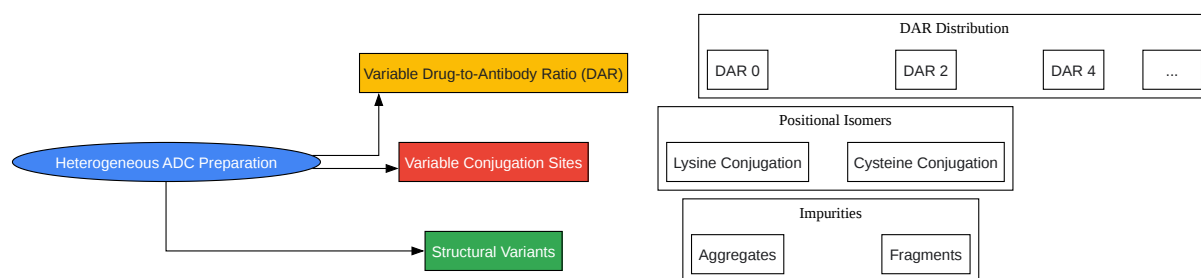 Heterogeneous ADC Preparation
Variable Drug-to-Antibody Ratio (DAR)
Variable Conjugation Sites
Structural Variants
DAR Distribution
DAR 0
DAR 2
DAR 4
...
Positional Isomers
Lysine Conjugation
Cysteine Conjugation
Impurities
Aggregates
Fragments